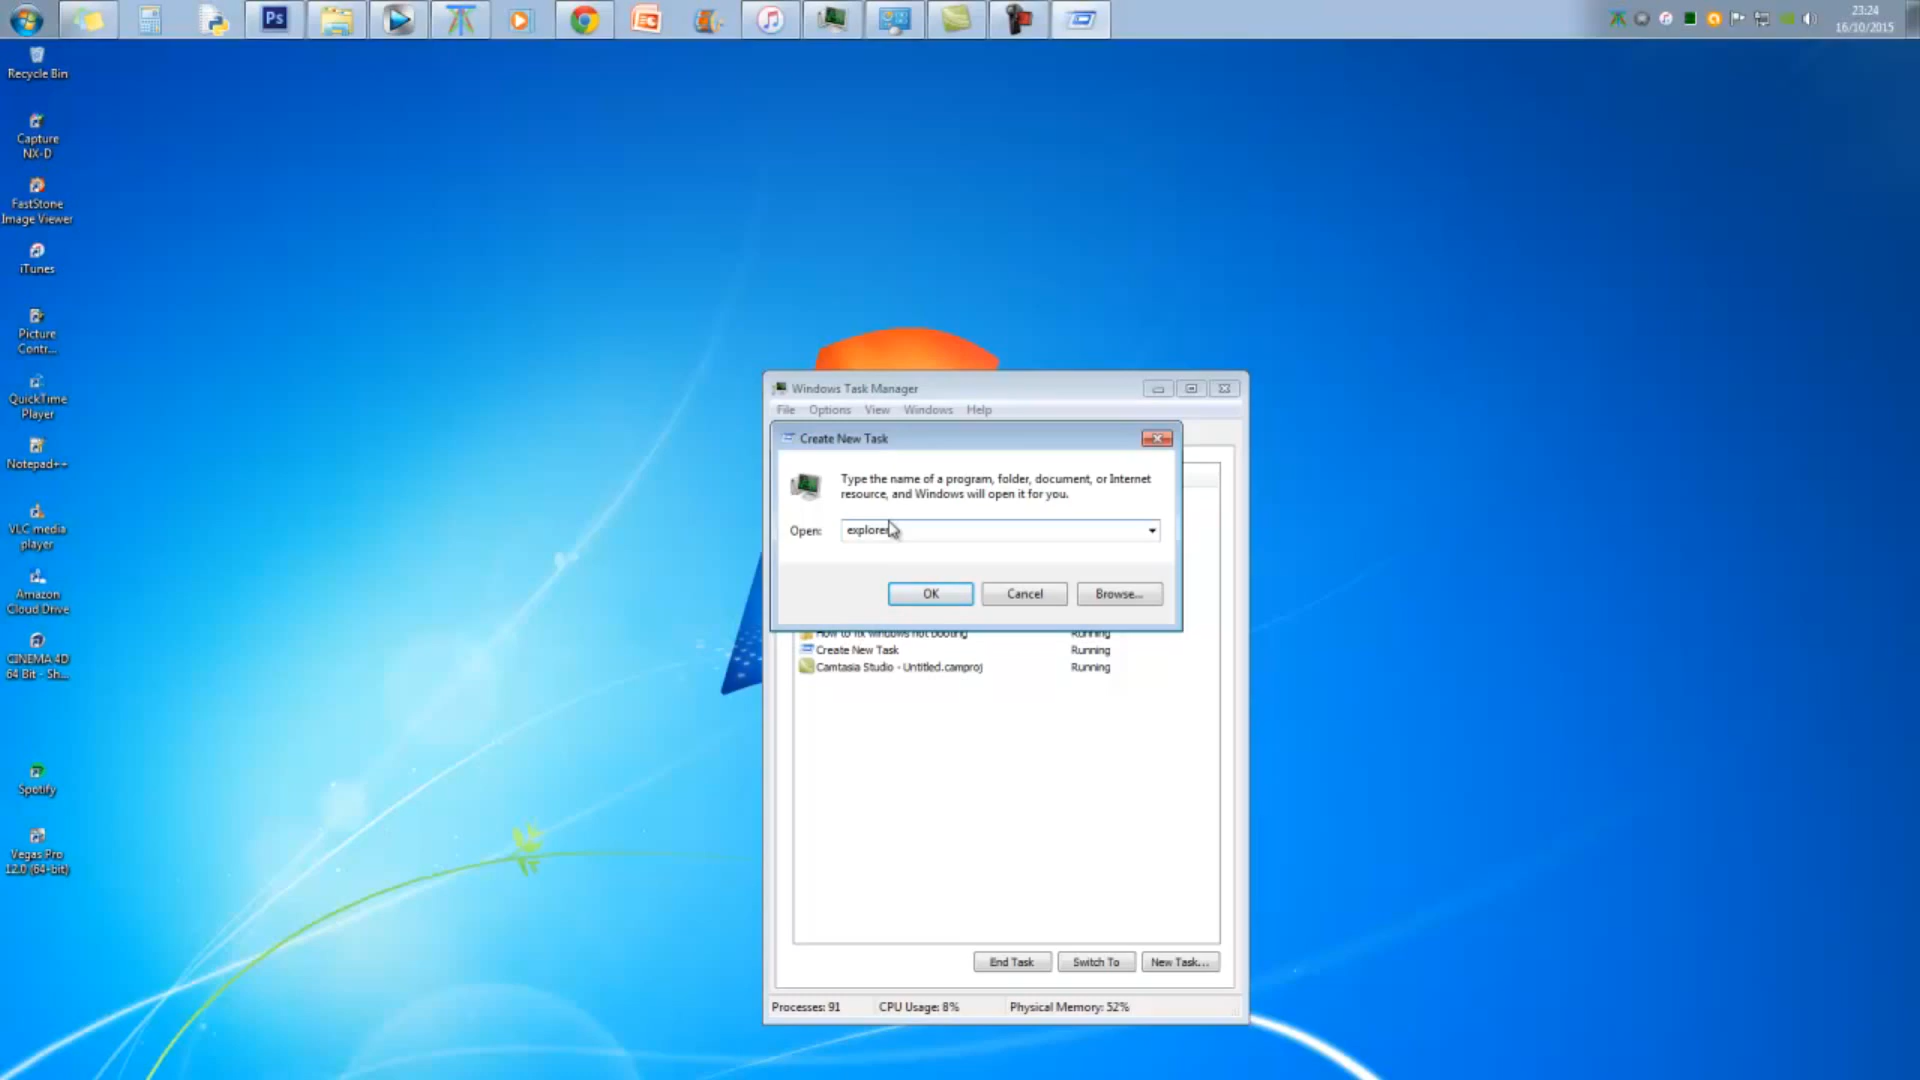 Ps
23:24
16/10/2015
Recycle Bin
Capture
NX-D
FastStone
Image Viewer
iTunes
Picture
Contr...
QuickTime
Player
Notepad++
VLC media
player
Amazon
Cloud Drive
CINEMA 4D
64 Bit - Sh...
Spotify
Vegas Pro
12.0 (64-bit)
Windows Task Manager
File Options View Windows Help
Create New Task
Type the name of a program, folder, document, or Internet
resource, and Windows will open it for you.
Open: explorer
OK Cancel Browse...
How to fix windows not booting Running
Create New Task Running
Camtasia Studio - Untitled.camproj Running
End Task Switch To New Task...
Processes: 91 CPU Usage: 8% Physical Memory: 52%